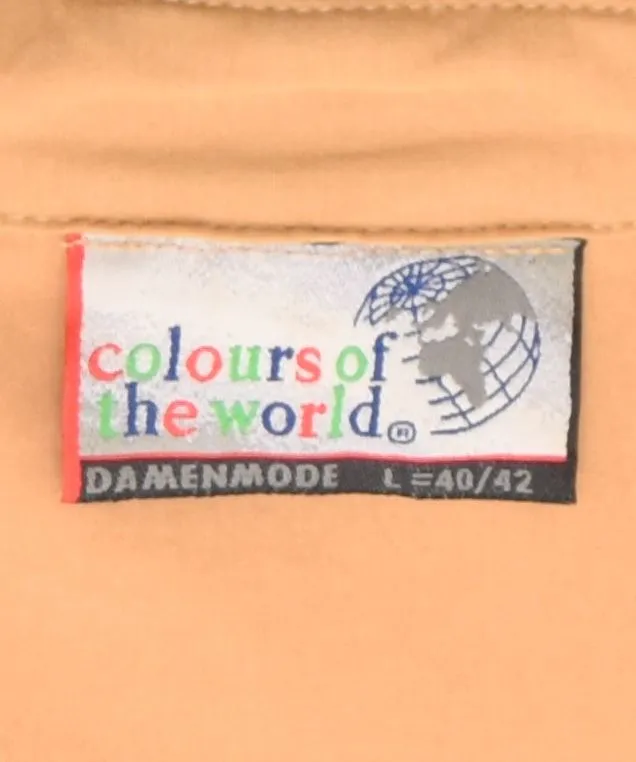 colours of
the world®
DAMENMODE L=40/42